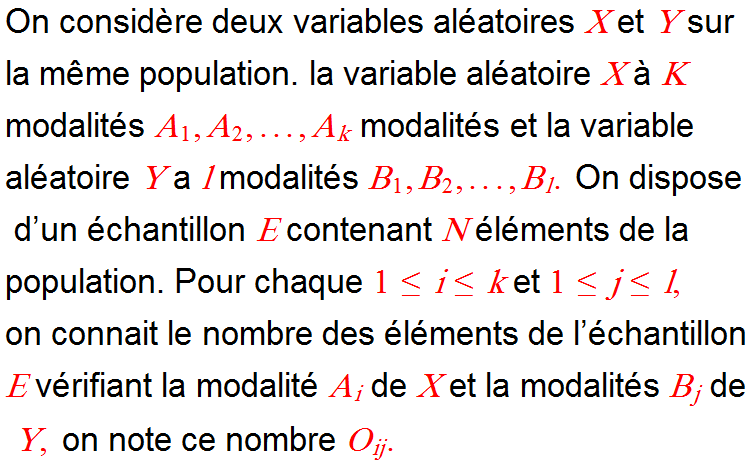 On considère deux variables aléatoires X et Y sur
la même population. la variable aléatoire X à K
modalités A₁, A₂, . . . , Aₖ modalités et la variable
aléatoire Y a l modalités B₁, B₂, . . . , Bₗ. On dispose
d’un échantillon E contenant N éléments de la
population. Pour chaque 1 ≤ i ≤ k et 1 ≤ j ≤ l,
on connait le nombre des éléments de l’échantillon
E vérifiant la modalité Aᵢ de X et la modalités Bⱼ de
Y, on note ce nombre Oᵢⱼ.